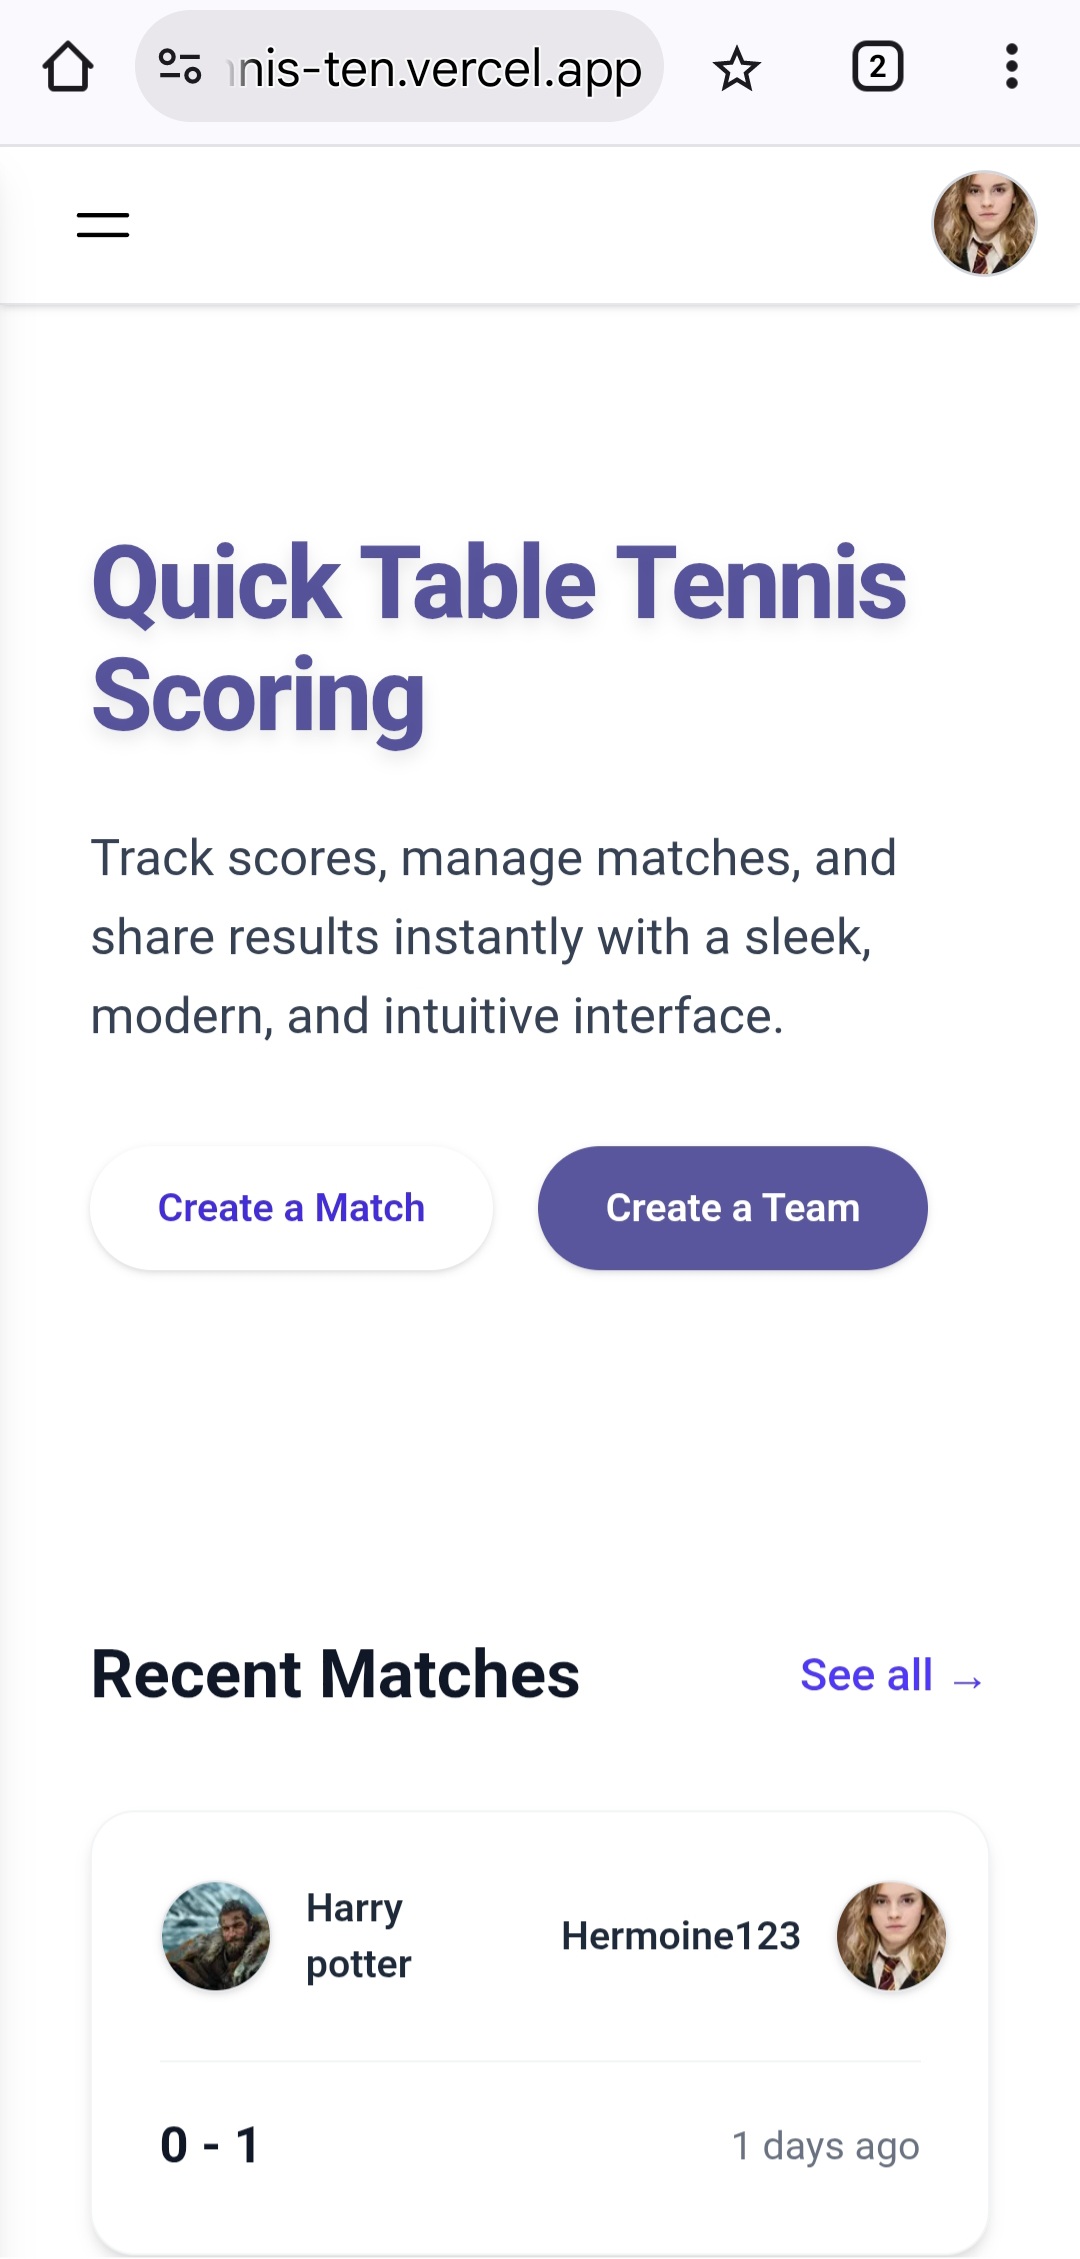 nis-ten.vercel.app
2
Quick Table Tennis
Scoring
Track scores, manage matches, and
share results instantly with a sleek,
modern, and intuitive interface.
Create a Match
Create a Team
Recent Matches
See all →
Harry
potter
Hermoine123
0 - 1
1 days ago